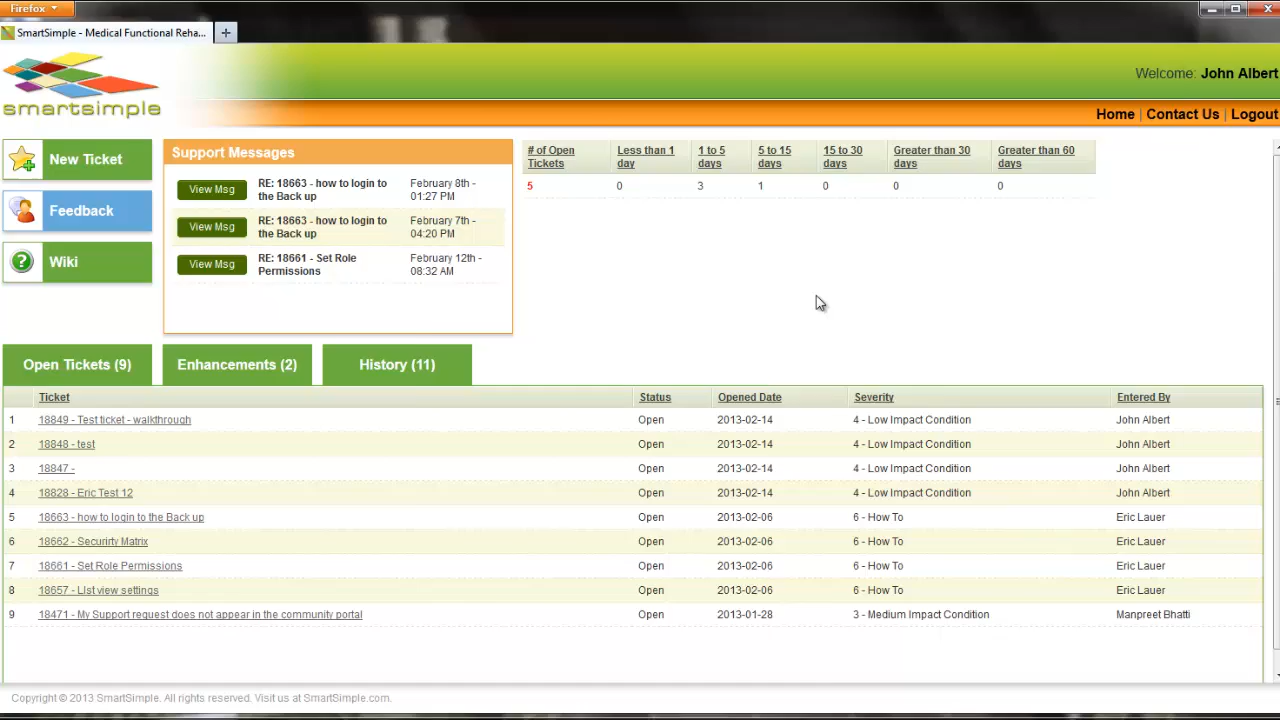 Firefox
SmartSimple - Medical Functional Reha...
+
smartsimple
Welcome: John Albert
Home | Contact Us | Logout
New Ticket
Feedback
Wiki
Support Messages
View Msg
RE: 18663 - how to login to
the Back up
February 8th -
01:27 PM
View Msg
RE: 18663 - how to login to
the Back up
February 7th -
04:20 PM
View Msg
RE: 18661 - Set Role
Permissions
February 12th -
08:32 AM
# of Open
Tickets
Less than 1
day
1 to 5
days
5 to 15
days
15 to 30
days
Greater than 30
days
Greater than 60
days
5 0 3 1 0 0 0
Open Tickets (9) Enhancements (2) History (11)
Ticket Status Opened Date Severity Entered By
1 18849 - Test ticket - walkthrough Open 2013-02-14 4 - Low Impact Condition John Albert
2 18848 - test Open 2013-02-14 4 - Low Impact Condition John Albert
3 18847 - Open 2013-02-14 4 - Low Impact Condition John Albert
4 18828 - Eric Test 12 Open 2013-02-14 4 - Low Impact Condition John Albert
5 18663 - how to login to the Back up Open 2013-02-06 6 - How To Eric Lauer
6 18662 - Securirty Matrix Open 2013-02-06 6 - How To Eric Lauer
7 18661 - Set Role Permissions Open 2013-02-06 6 - How To Eric Lauer
8 18657 - LIst view settings Open 2013-02-06 6 - How To Eric Lauer
9 18471 - My Support request does not appear in the community portal Open 2013-01-28 3 - Medium Impact Condition Manpreet Bhatti
Copyright © 2013 SmartSimple. All rights reserved. Visit us at SmartSimple.com.